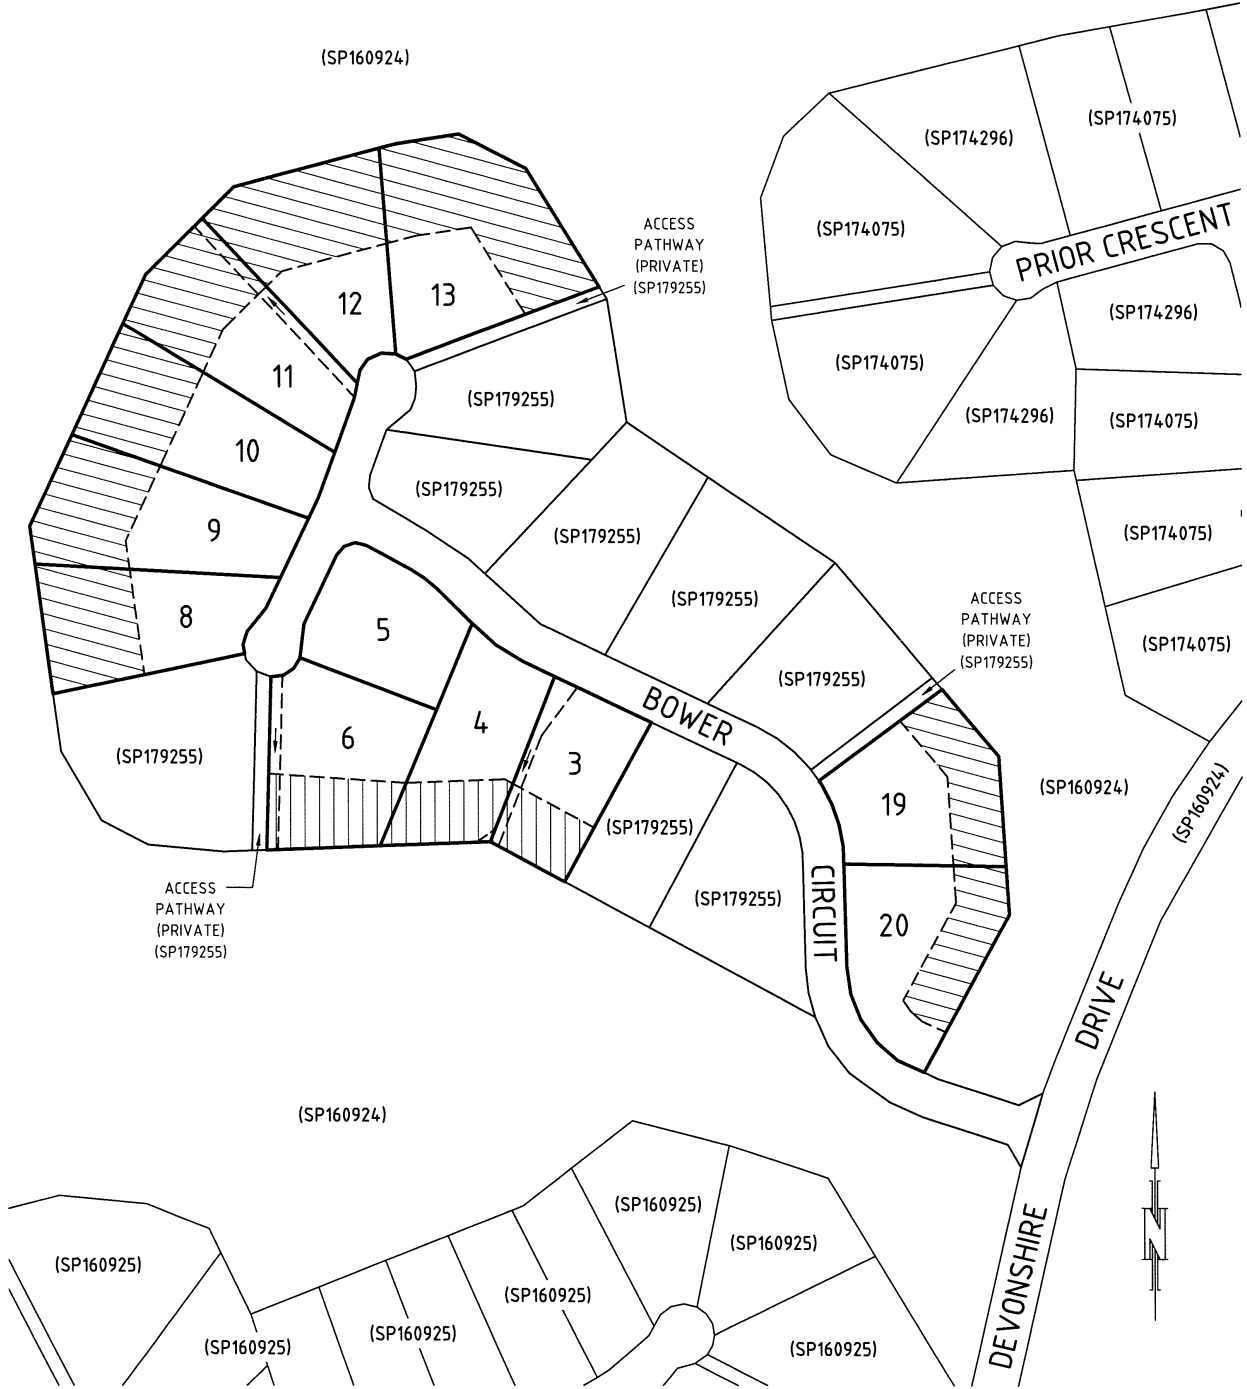 (SP160924)
(SP174075)
(SP174296)
ACCESS
PATHWAY
(PRIVATE)
(SP179255)
(SP174075)
PRIOR CRESCENT
12
13
(SP174296)
(SP174075)
11
(SP179255)
(SP174296)
(SP174075)
10
(SP179255)
9
(SP179255)
(SP174075)
(SP179255)
ACCESS
PATHWAY
(PRIVATE)
(SP179255)
8
5
(SP174075)
(SP179255)
BOWER
4
6
(SP179255)
3
(SP160924)
(SP160924)
19
(SP179255)
ACCESS
PATHWAY
(PRIVATE)
(SP179255)
(SP179255)
CIRCUIT
20
DRIVE
(SP160924)
(SP160925)
(SP160925)
N
(SP160925)
(SP160925)
DEVONSHIRE
(SP160925)
(SP160925)
(SP160925)